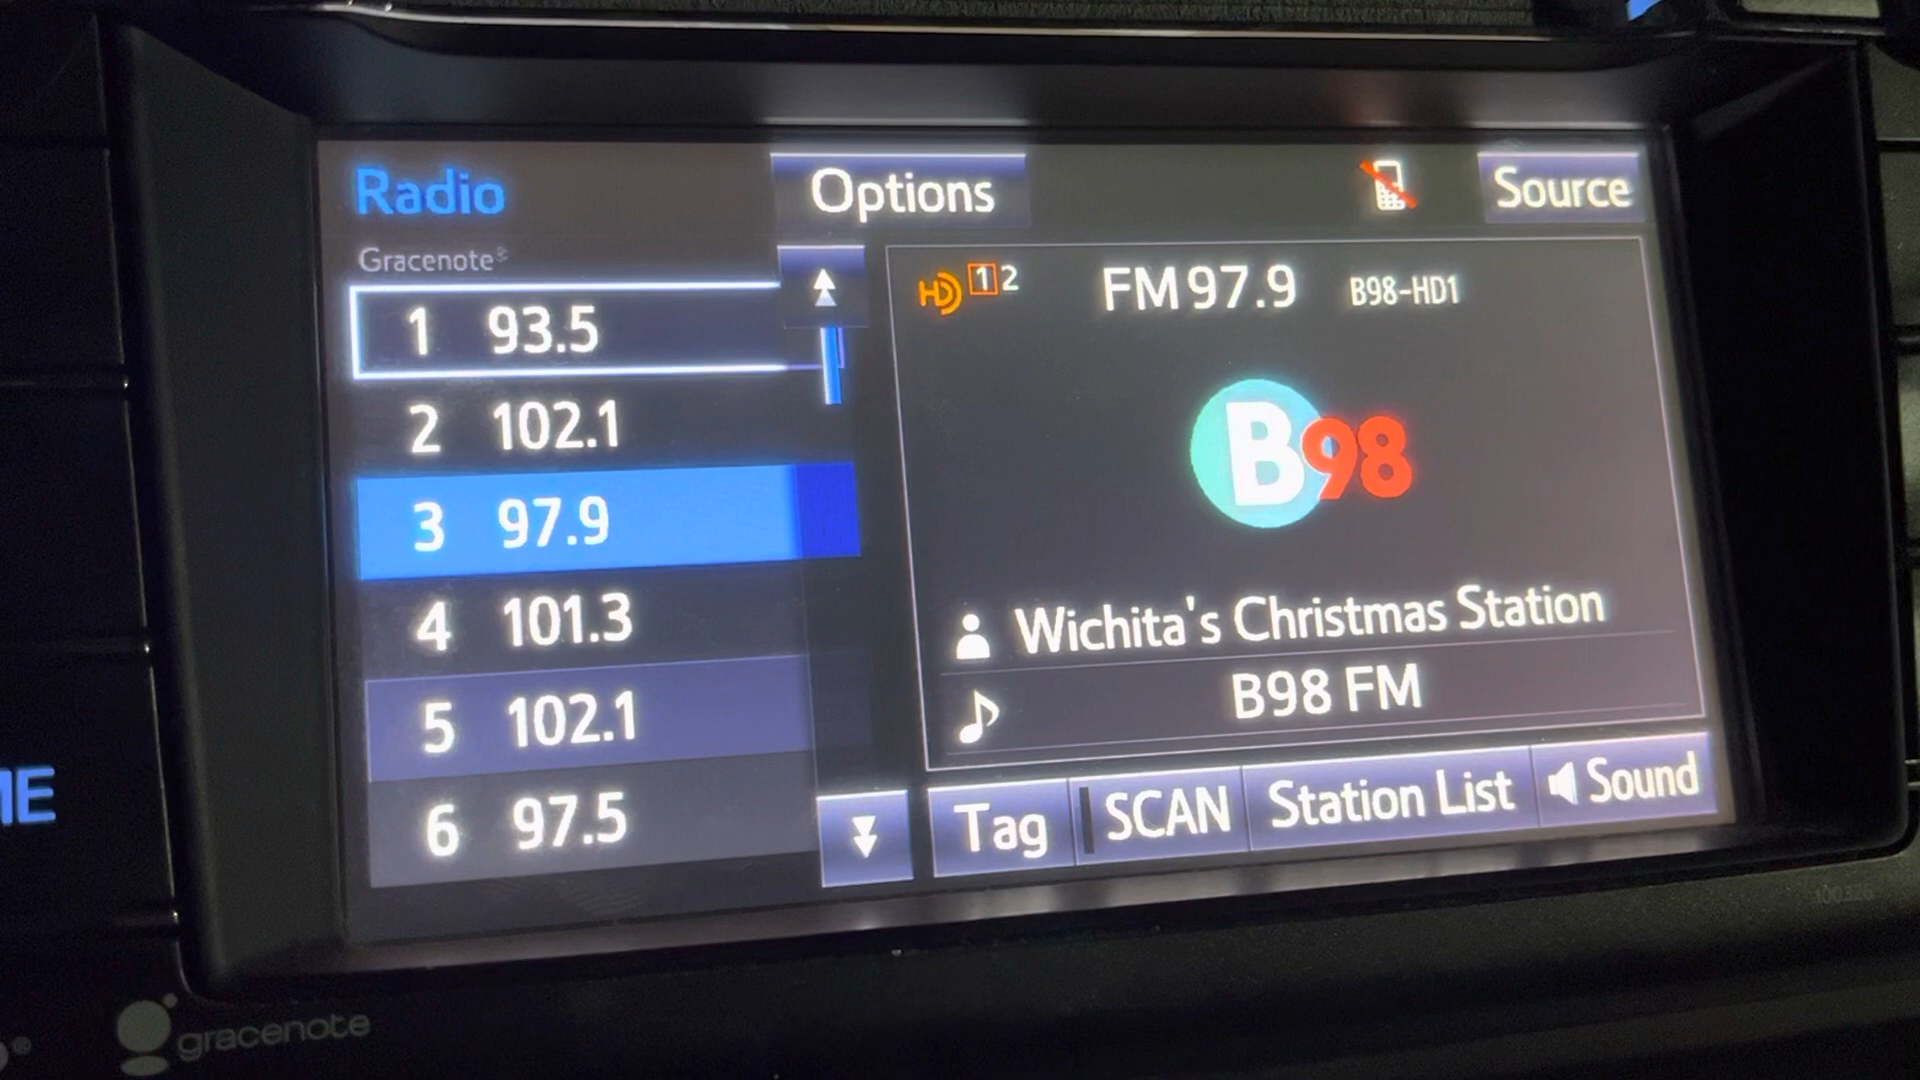 Radio
Options
Source
Gracenote®
1 93.5
2 102.1
3 97.9
4 101.3
5 102.1
6 97.5
HD 1 2
FM 97.9
B98-HD1
B98
Wichita's Christmas Station
B98 FM
Tag
SCAN
Station List
Sound
ME
100326
® gracenote